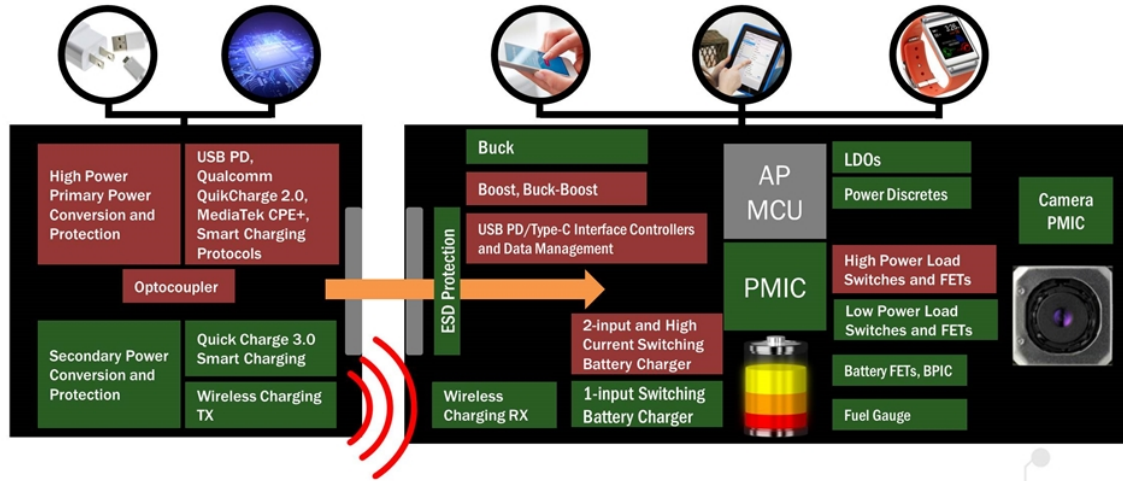 High Power
Primary Power
Conversion and
Protection
USB PD,
Qualcomm
QuikCharge 2.0,
MediaTek CPE+,
Smart Charging
Protocols
Optocoupler
Secondary Power
Conversion and
Protection
Quick Charge 3.0
Smart Charging
Wireless Charging
TX
ESD Protection
Buck
Boost, Buck-Boost
USB PD/Type-C Interface Controllers
and Data Management
2-input and High
Current Switching
Battery Charger
Wireless
Charging RX
1-input Switching
Battery Charger
AP
MCU
PMIC
LDOs
Power Discretes
High Power Load
Switches and FETs
Low Power Load
Switches and FETs
Battery FETs, BPIC
Fuel Gauge
Camera
PMIC